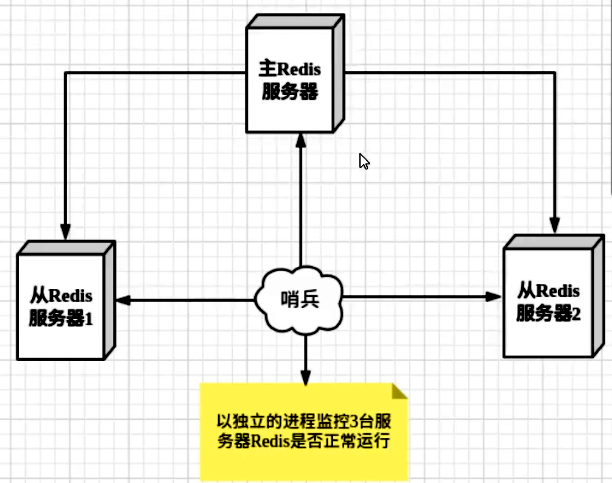 主Redis
服务器
从Redis
服务器1
哨兵
从Redis
服务器2
以独立的进程监控3台服
务器Redis是否正常运行